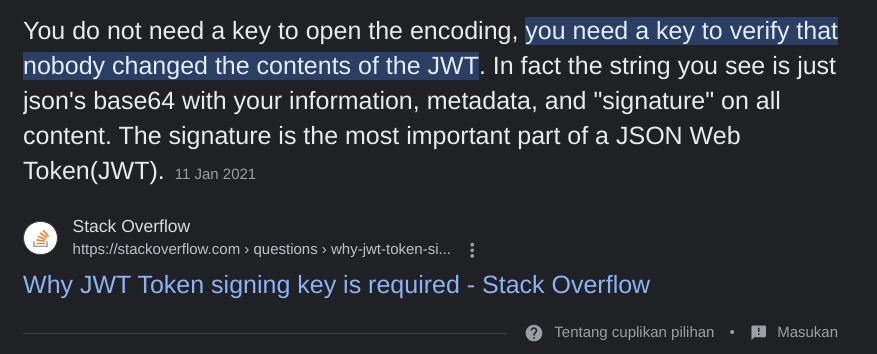 You do not need a key to open the encoding, you need a key to verify that
nobody changed the contents of the JWT. In fact the string you see is just
json's base64 with your information, metadata, and "signature" on all
content. The signature is the most important part of a JSON Web
Token(JWT). 11 Jan 2021
Stack Overflow
https://stackoverflow.com › questions › why-jwt-token-si...
Why JWT Token signing key is required - Stack Overflow
Tentang cuplikan pilihan • Masukan